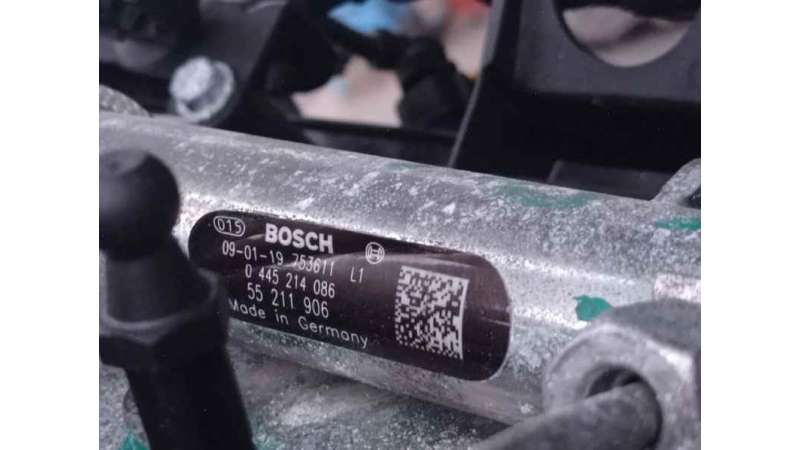 015 BOSCH
09-01-19 753611 L1
0 445 214 086
55 211 906
Made in Germany